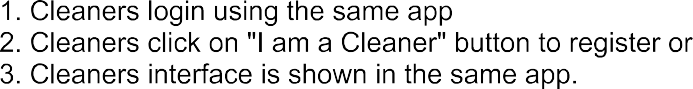 1. Cleaners login using the same app
2. Cleaners click on "I am a Cleaner" button to register or
3. Cleaners interface is shown in the same app.